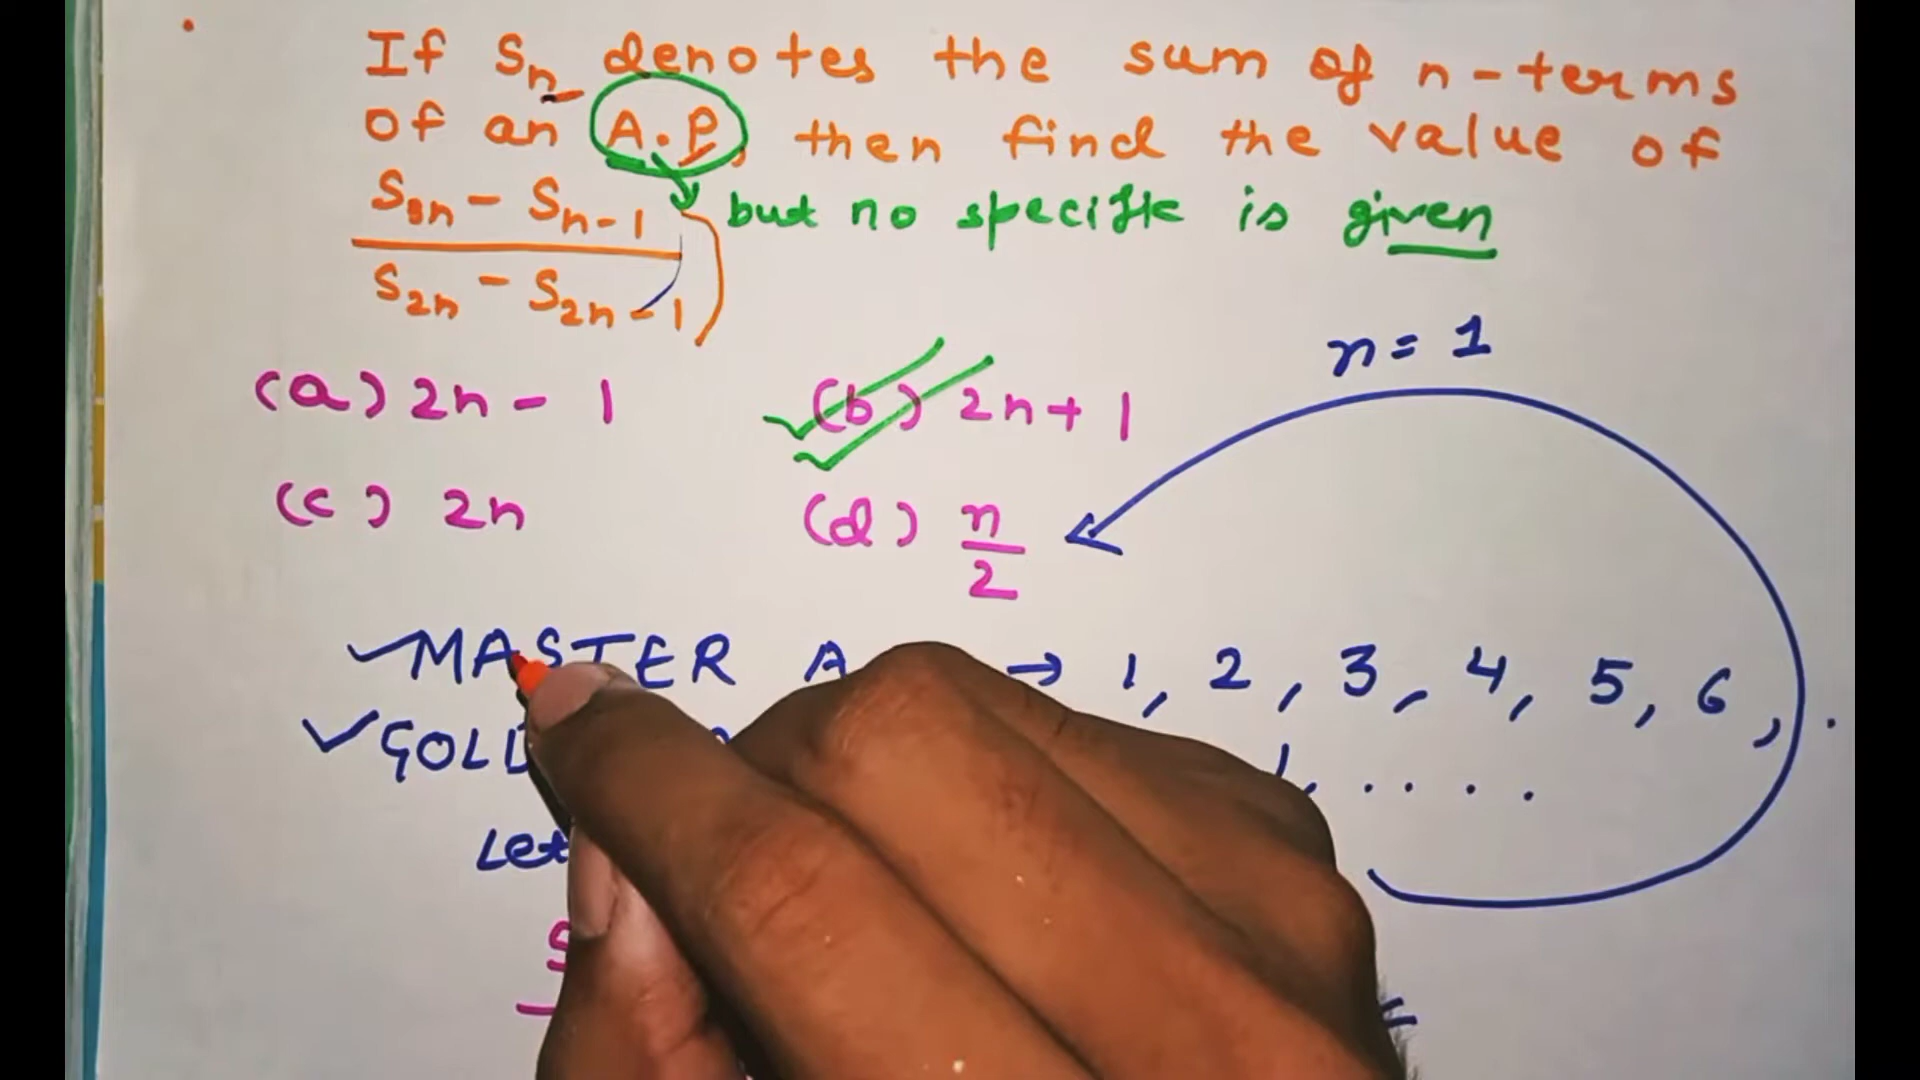 If Sn denotes the sum of n-terms
of an A.P, then find the value of
S3n - Sn-1
but no specific is given
S2n - S2n-1
n = 1
(a) 2n - 1
(b) 2n + 1
(c) 2n
(d) n/2
MASTER A → 1, 2, 3, 4, 5, 6, .
GOLD 1, ....
Let
S